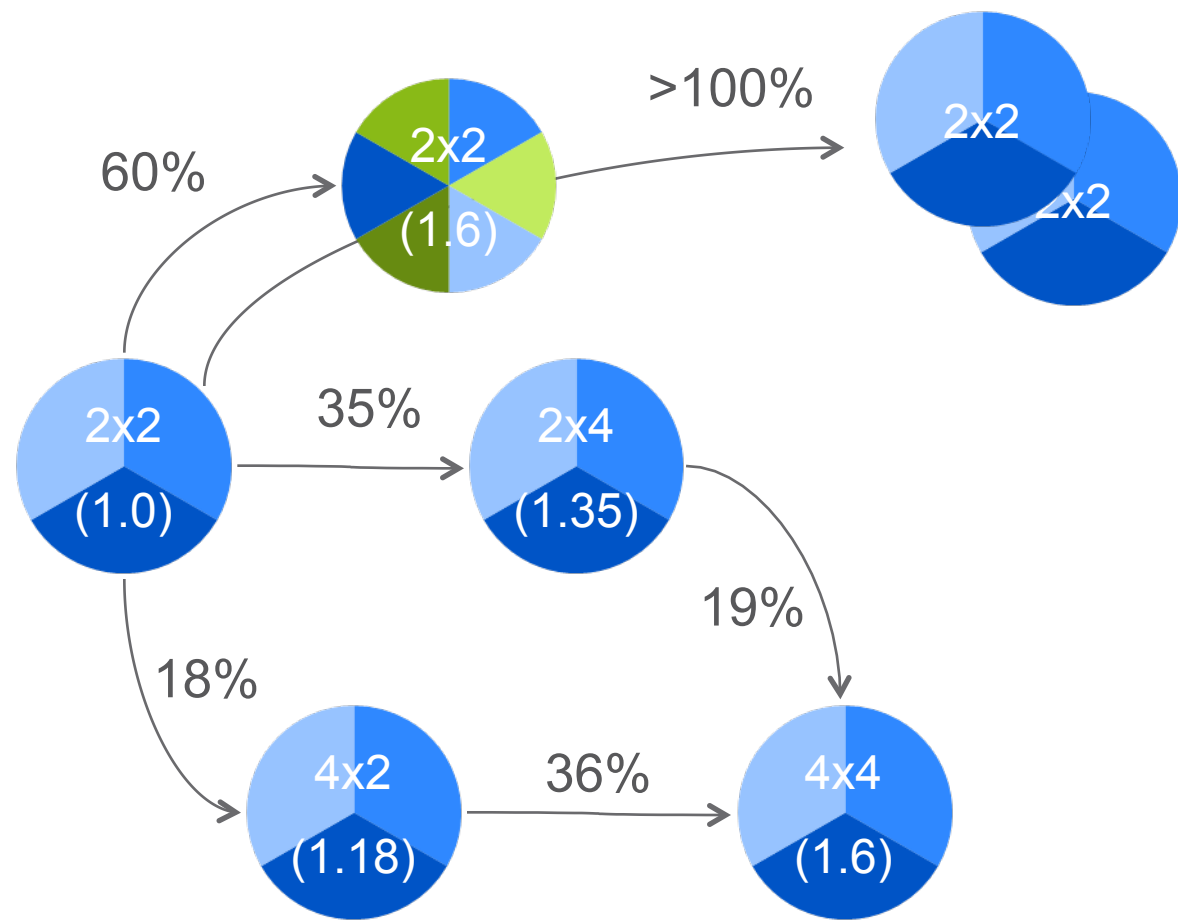 >100%
2x2
2x2
60%
2x2
(1.6)
2x2
(1.0)
35%
2x4
(1.35)
19%
18%
4x2
(1.18)
36%
4x4
(1.6)